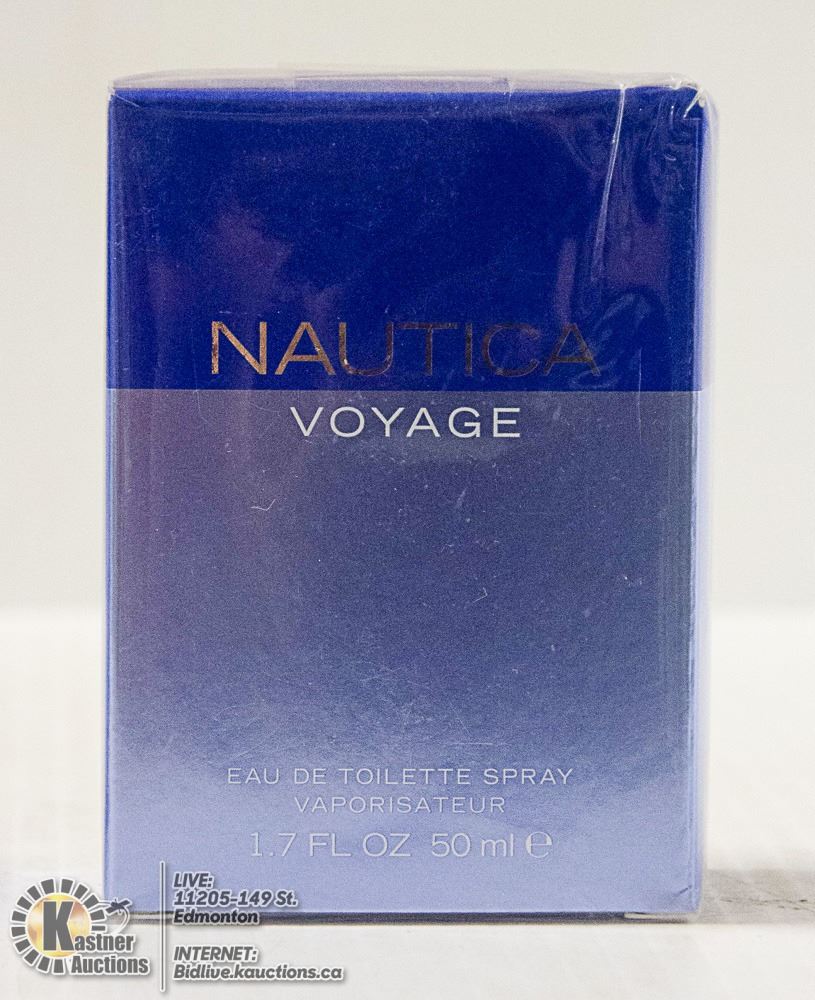 NAUTICA
VOYAGE
EAU DE TOILETTE SPRAY
VAPORISATEUR
1.7 FL OZ 50 ml ℮
Kastner
Auctions
LIVE:
11205-149 St.
Edmonton
INTERNET:
Bidlive.kauctions.ca